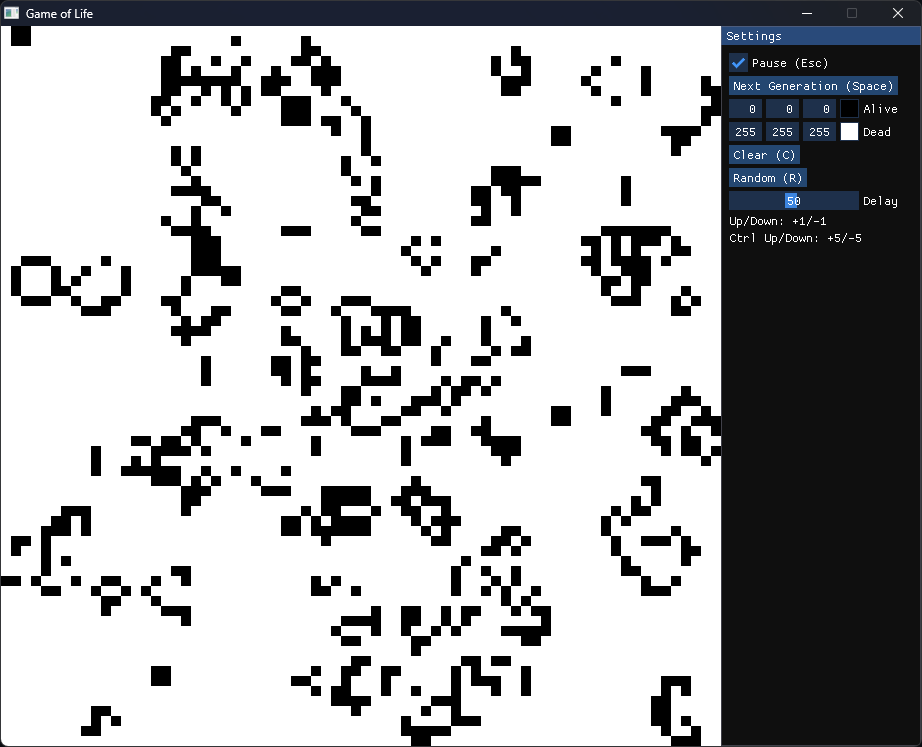 Game of Life
Settings
Pause (Esc)
Next Generation (Space)
0 0 0 Alive
255 255 255 Dead
Clear (C)
Random (R)
50 Delay
Up/Down: +1/-1
Ctrl Up/Down: +5/-5